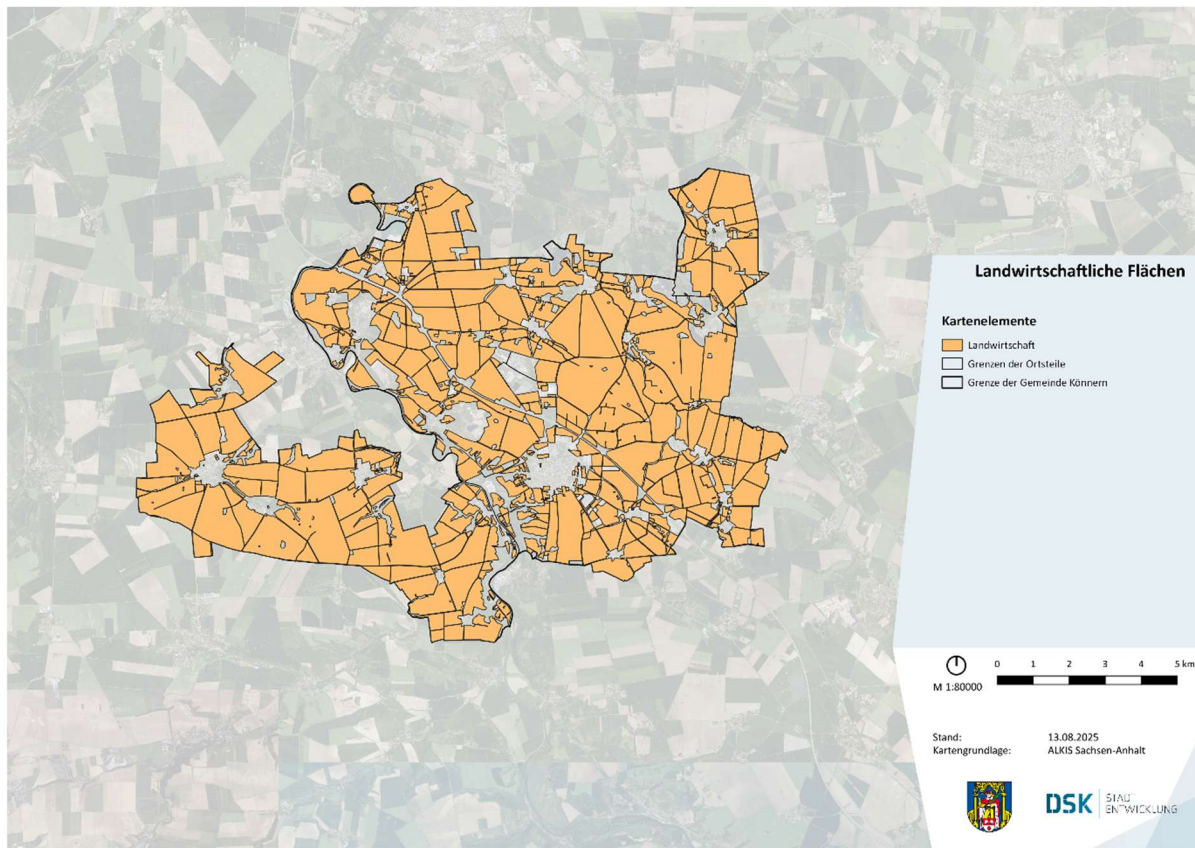 Landwirtschaftliche Flächen
Kartenelemente
Landwirtschaft
Grenzen der Ortsteile
Grenze der Gemeinde Könnern
0 1 2 3 4 5 km
M 1:80000
Stand: 13.08.2025
Kartengrundlage: ALKIS Sachsen-Anhalt
DSK
STADT
ENTWICKLUNG